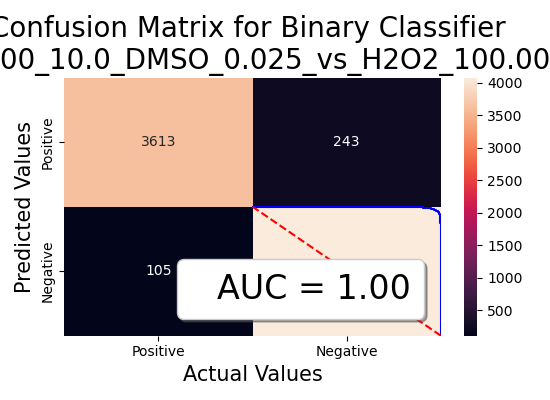 Confusion Matrix for Binary Classifier
00_10.0_DMSO_0.025_vs_H2O2_100.00
Predicted Values
Positive
Negative
3613
243
105
AUC = 1.00
Positive
Negative
Actual Values
4000
3500
3000
2500
2000
1500
1000
500